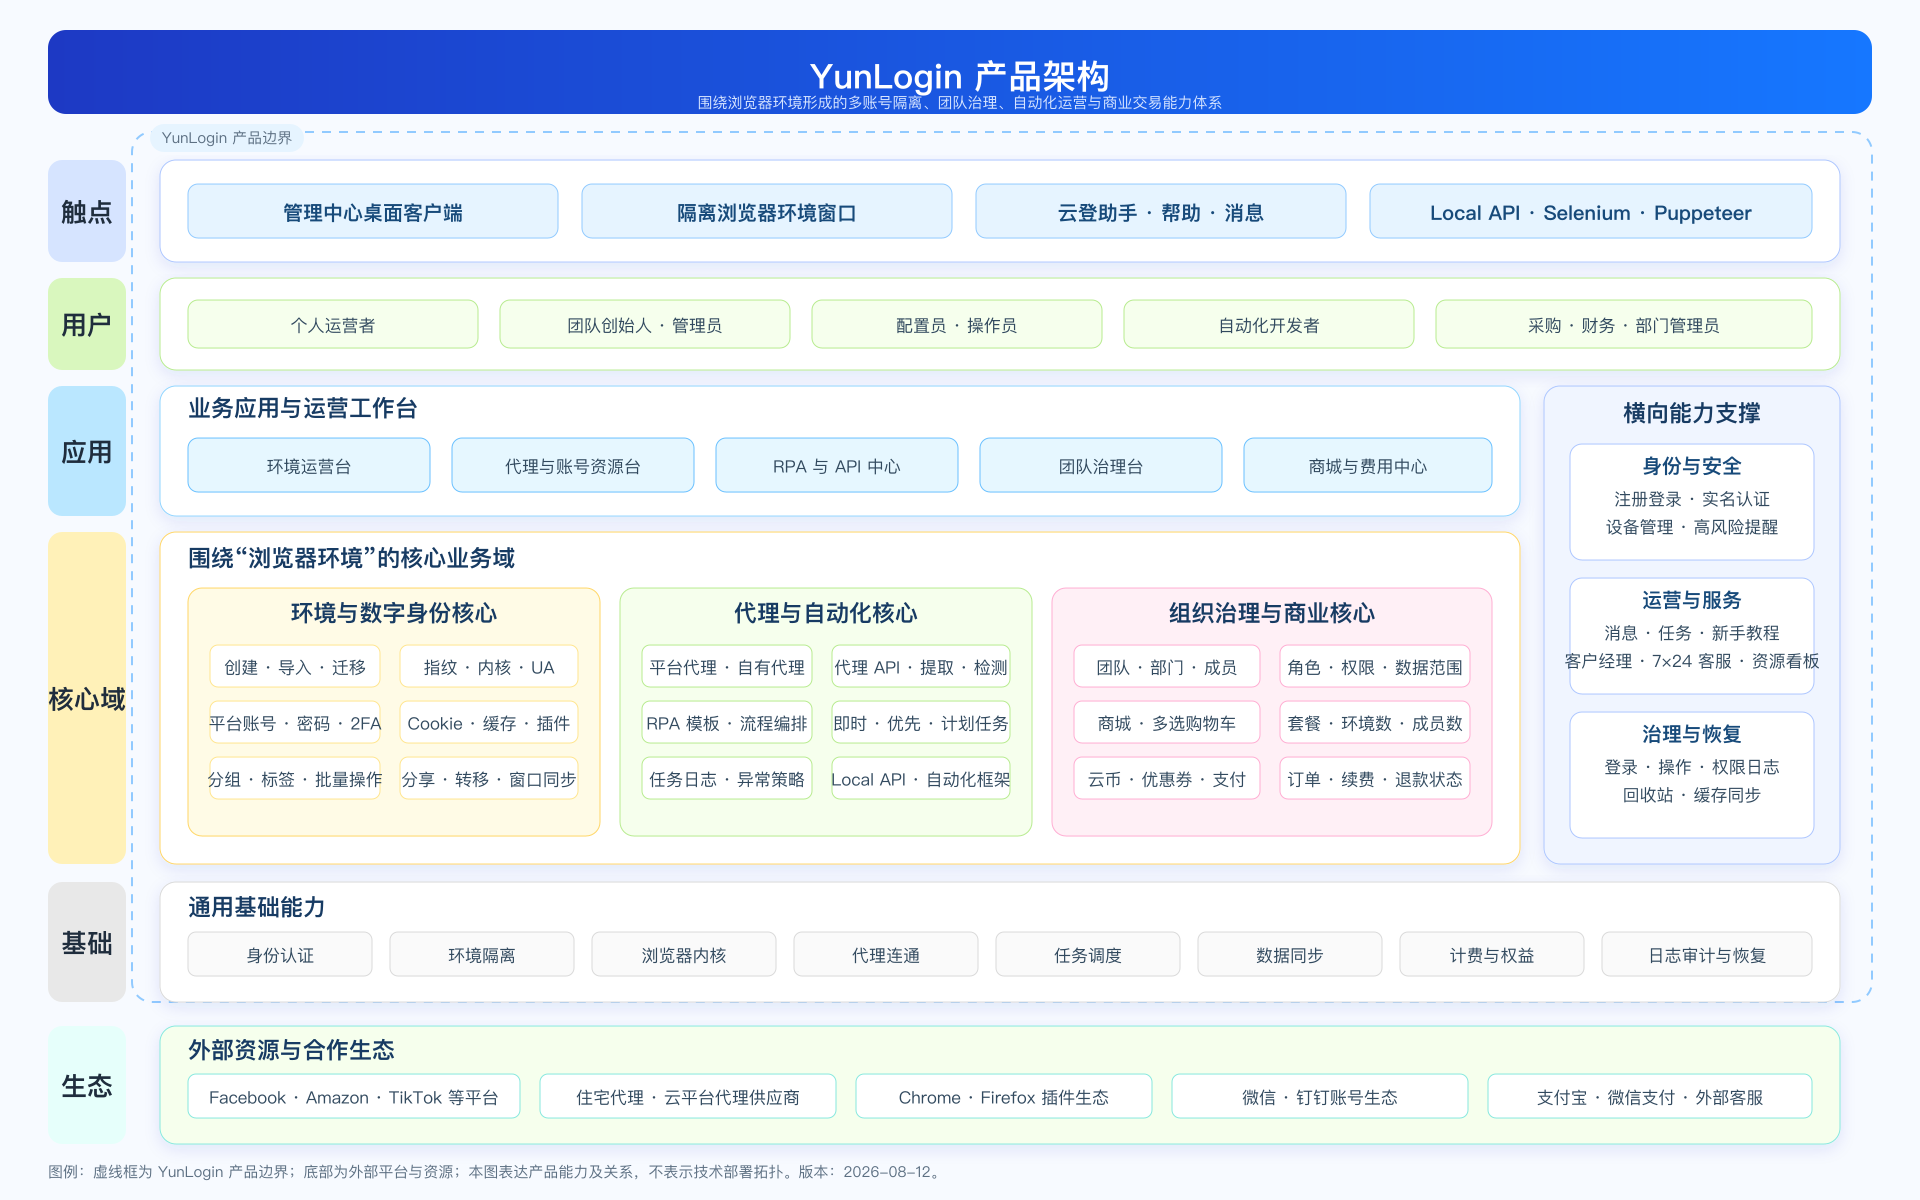 YunLogin 产品架构
围绕浏览器环境形成的多账号隔离、团队治理、自动化运营与商业交易能力体系
YunLogin 产品边界
触点
管理中心桌面客户端
隔离浏览器环境窗口
云登助手 · 帮助 · 消息
Local API · Selenium · Puppeteer
用户
个人运营者
团队创始人 · 管理员
配置员 · 操作员
自动化开发者
采购 · 财务 · 部门管理员
应用
业务应用与运营工作台
环境运营台
代理与账号资源台
RPA 与 API 中心
团队治理台
商城与费用中心
核心域
围绕“浏览器环境”的核心业务域
环境与数字身份核心
创建 · 导入 · 迁移
指纹 · 内核 · UA
平台账号 · 密码 · 2FA
Cookie · 缓存 · 插件
分组 · 标签 · 批量操作
分享 · 转移 · 窗口同步
代理与自动化核心
平台代理 · 自有代理
代理 API · 提取 · 检测
RPA 模板 · 流程编排
即时 · 优先 · 计划任务
任务日志 · 异常策略
Local API · 自动化框架
组织治理与商业核心
团队 · 部门 · 成员
角色 · 权限 · 数据范围
商城 · 多选购物车
套餐 · 环境数 · 成员数
云币 · 优惠券 · 支付
订单 · 续费 · 退款状态
横向能力支撑
身份与安全
注册登录 · 实名认证
设备管理 · 高风险提醒
运营与服务
消息 · 任务 · 新手教程
客户经理 · 7×24 客服 · 资源看板
治理与恢复
登录 · 操作 · 权限日志
回收站 · 缓存同步
基础
通用基础能力
身份认证
环境隔离
浏览器内核
代理连通
任务调度
数据同步
计费与权益
日志审计与恢复
生态
外部资源与合作生态
Facebook · Amazon · TikTok 等平台
住宅代理 · 云平台代理供应商
Chrome · Firefox 插件生态
微信 · 钉钉账号生态
支付宝 · 微信支付 · 外部客服
图例：虚线框为 YunLogin 产品边界；底部为外部平台与资源；本图表达产品能力及关系，不表示技术部署拓扑。版本：2026-08-12。